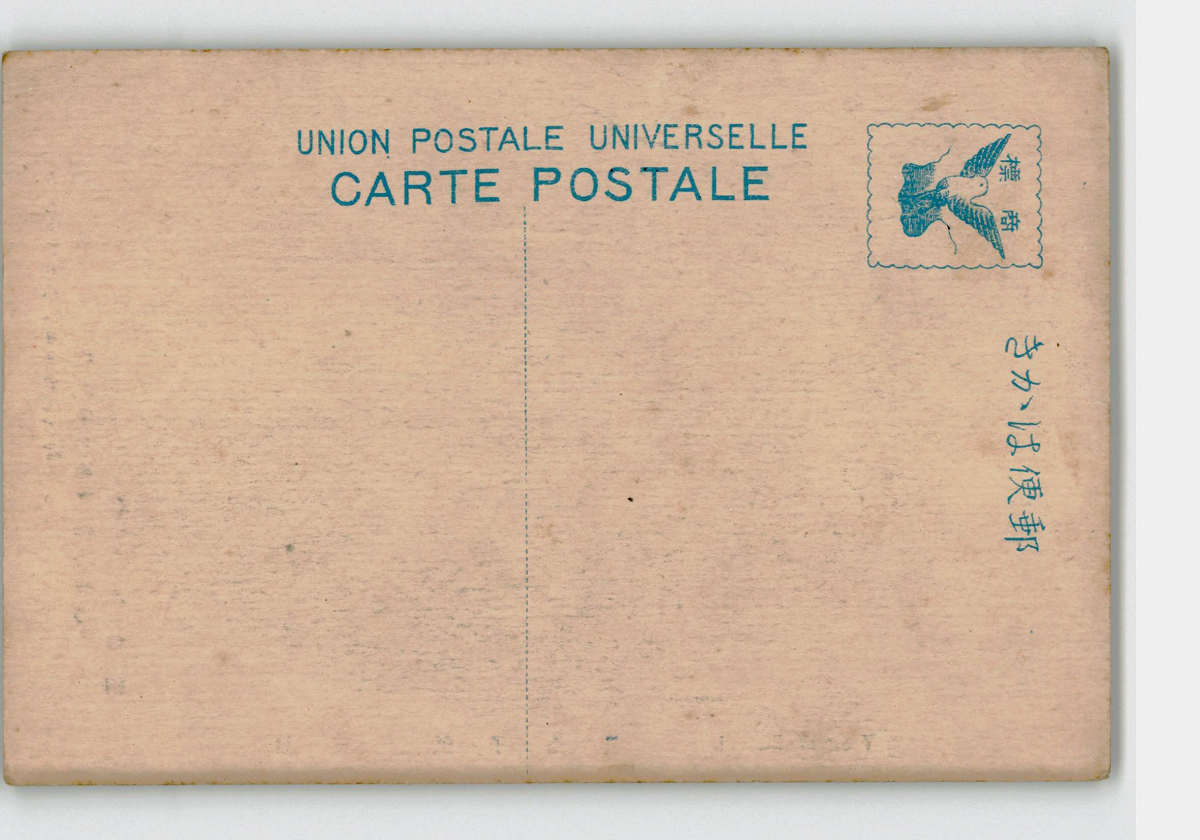 UNION POSTALE UNIVERSELLE
CARTE POSTALE
商標
郵便はがき